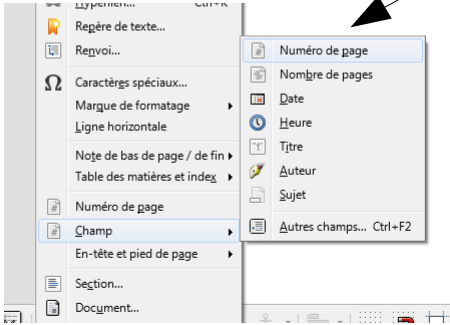 Hyperlien... Ctrl+K
Repère de texte...
Renvoi...
Caractères spéciaux...
Marque de formatage
Ligne horizontale
Note de bas de page / de fin
Table des matières et index
Numéro de page
Champ
En-tête et pied de page
Section...
Document...
Numéro de page
Nombre de pages
Date
Heure
Titre
Auteur
Sujet
Autres champs... Ctrl+F2